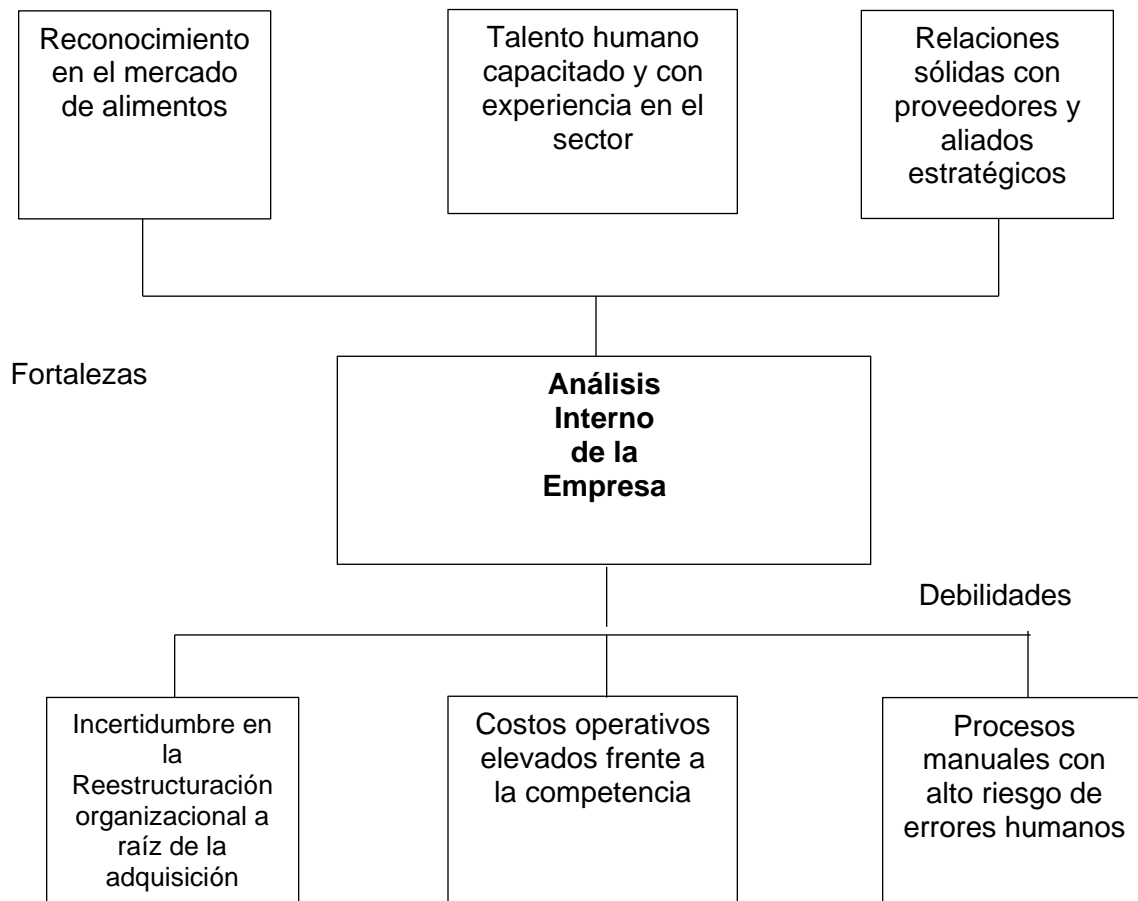 Reconocimiento
en el mercado
de alimentos
Talento humano
capacitado y con
experiencia en el
sector
Relaciones
sólidas con
proveedores y
aliados
estratégicos
Fortalezas
Análisis
Interno
de la
Empresa
Debilidades
Incertidumbre en
la
Reestructuración
organizacional a
raíz de la
adquisición
Costos operativos
elevados frente a
la competencia
Procesos
manuales con
alto riesgo de
errores humanos